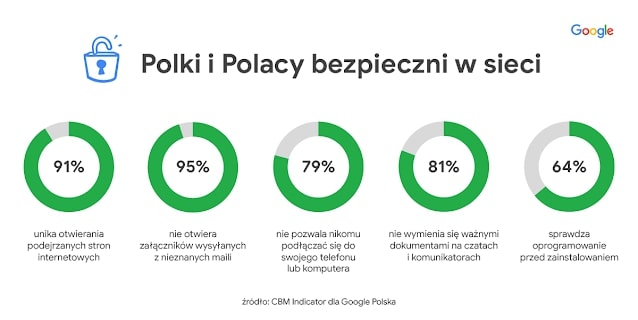 Google
Polki i Polacy bezpieczni w sieci
91%
unika otwierania
podejrzanych stron
internetowych
95%
nie otwiera
załączników wysyłanych
z nieznanych maili
79%
nie pozwala nikomu
podłączać się do
swojego telefonu
lub komputera
81%
nie wymienia się ważnymi
dokumentami na czatach
i komunikatorach
64%
sprawdza
oprogramowanie
przed zainstalowaniem
źródło: CBM Indicator dla Google Polska